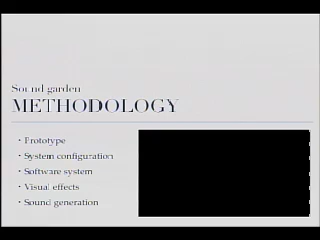 Sound garden
METHODOLOGY
• Prototype
• System configuration
• Software system
• Visual effects
• Sound generation